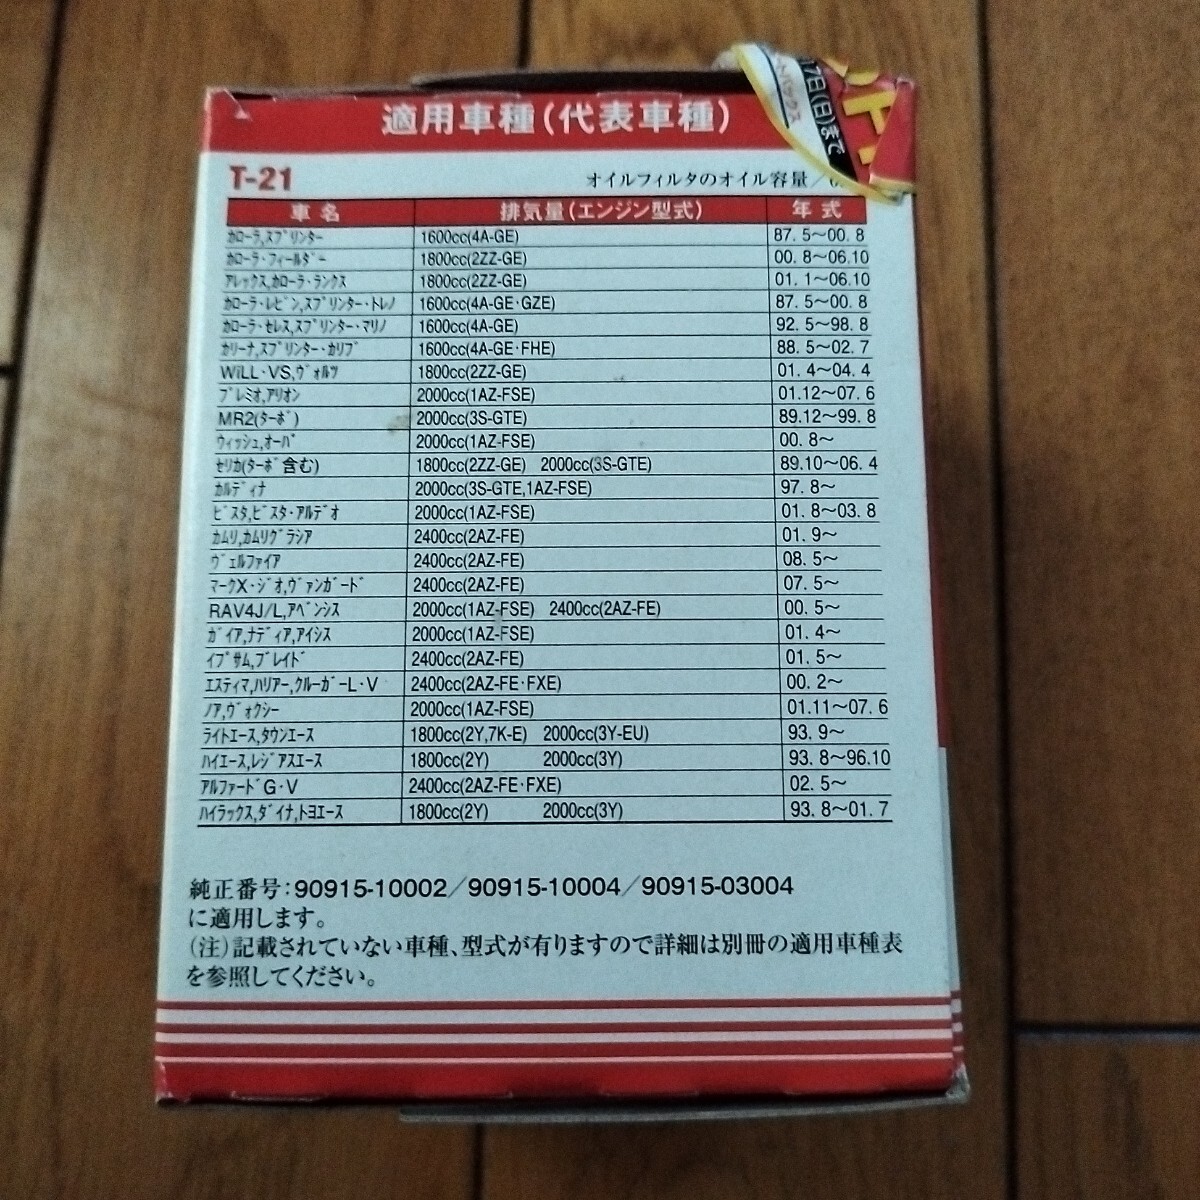 適用車種(代表車種)
17日(日)まで
T-21
オイルフィルタのオイル容量/
車名 排気量(エンジン型式) 年式
ｶﾛｰﾗ,ｽﾌﾟﾘﾝﾀｰ 1600cc(4A-GE) 87. 5〜00. 8
ｶﾛｰﾗ・ﾌｨｰﾙﾀﾞｰ 1800cc(2ZZ-GE) 00. 8〜06.10
ｱﾚｯｸｽ,ｶﾛｰﾗ・ﾗﾝｸｽ 1800cc(2ZZ-GE) 01. 1〜06.10
ｶﾛｰﾗ・ﾚﾋﾞﾝ,ｽﾌﾟﾘﾝﾀｰ・ﾄﾚﾉ 1600cc(4A-GE・GZE) 87. 5〜00. 8
ｶﾛｰﾗ・ｾﾚｽ,ｽﾌﾟﾘﾝﾀｰ・ﾏﾘﾉ 1600cc(4A-GE) 92. 5〜98. 8
ｶﾘｰﾅ,ｽﾌﾟﾘﾝﾀｰ・ｶﾘﾌﾞ 1600cc(4A-GE・FHE) 88. 5〜02. 7
WiLL・VS,ｳﾞｫﾙﾂ 1800cc(2ZZ-GE) 01. 4〜04. 4
ﾌﾟﾚﾐｵ,ｱﾘｵﾝ 2000cc(1AZ-FSE) 01.12〜07. 6
MR2(ﾀｰﾎﾞ) 2000cc(3S-GTE) 89.12〜99. 8
ｳｨｯｼｭ,ｵｰﾊﾟ 2000cc(1AZ-FSE) 00. 8〜
ｾﾘｶ(ﾀｰﾎﾞ含む) 1800cc(2ZZ-GE) 2000cc(3S-GTE) 89.10〜06. 4
ｶﾙﾃﾞｨﾅ 2000cc(3S-GTE,1AZ-FSE) 97. 8〜
ﾋﾞｽﾀ,ﾋﾞｽﾀ・ｱﾙﾃﾞｵ 2000cc(1AZ-FSE) 01. 8〜03. 8
ｶﾑﾘ,ｶﾑﾘｸﾞﾗｼｱ 2400cc(2AZ-FE) 01. 9〜
ｳﾞｪﾙﾌｧｲｱ 2400cc(2AZ-FE) 08. 5〜
ﾏｰｸX・ｼﾞｵ,ｳﾞｧﾝｶﾞｰﾄﾞ 2400cc(2AZ-FE) 07. 5〜
RAV4J/L,ｱﾍﾞﾝｼｽ 2000cc(1AZ-FSE) 2400cc(2AZ-FE) 00. 5〜
ｶﾞｲｱ,ﾅﾃﾞｨｱ,ｱｲｼｽ 2000cc(1AZ-FSE) 01. 4〜
ｲﾌﾟｻﾑ,ﾌﾞﾚｲﾄﾞ 2400cc(2AZ-FE) 01. 5〜
ｴｽﾃｨﾏ,ﾊﾘｱｰ,ｸﾙｰｶﾞｰL・V 2400cc(2AZ-FE・FXE) 00. 2〜
ﾉｱ,ｳﾞｫｸｼｰ 2000cc(1AZ-FSE) 01.11〜07. 6
ﾗｲﾄｴｰｽ,ﾀｳﾝｴｰｽ 1800cc(2Y,7K-E) 2000cc(3Y-EU) 93. 9〜
ﾊｲｴｰｽ,ﾚｼﾞｱｽｴｰｽ 1800cc(2Y) 2000cc(3Y) 93. 8〜96.10
ｱﾙﾌｧｰﾄﾞG・V 2400cc(2AZ-FE・FXE) 02. 5〜
ﾊｲﾗｯｸｽ,ﾀﾞｲﾅ,ﾄﾖｴｰｽ 1800cc(2Y) 2000cc(3Y) 93. 8〜01. 7
純正番号:90915-10002/90915-10004/90915-03004
に適用します。
(注)記載されていない車種、型式が有りますので詳細は別冊の適用車種表
を参照してください。